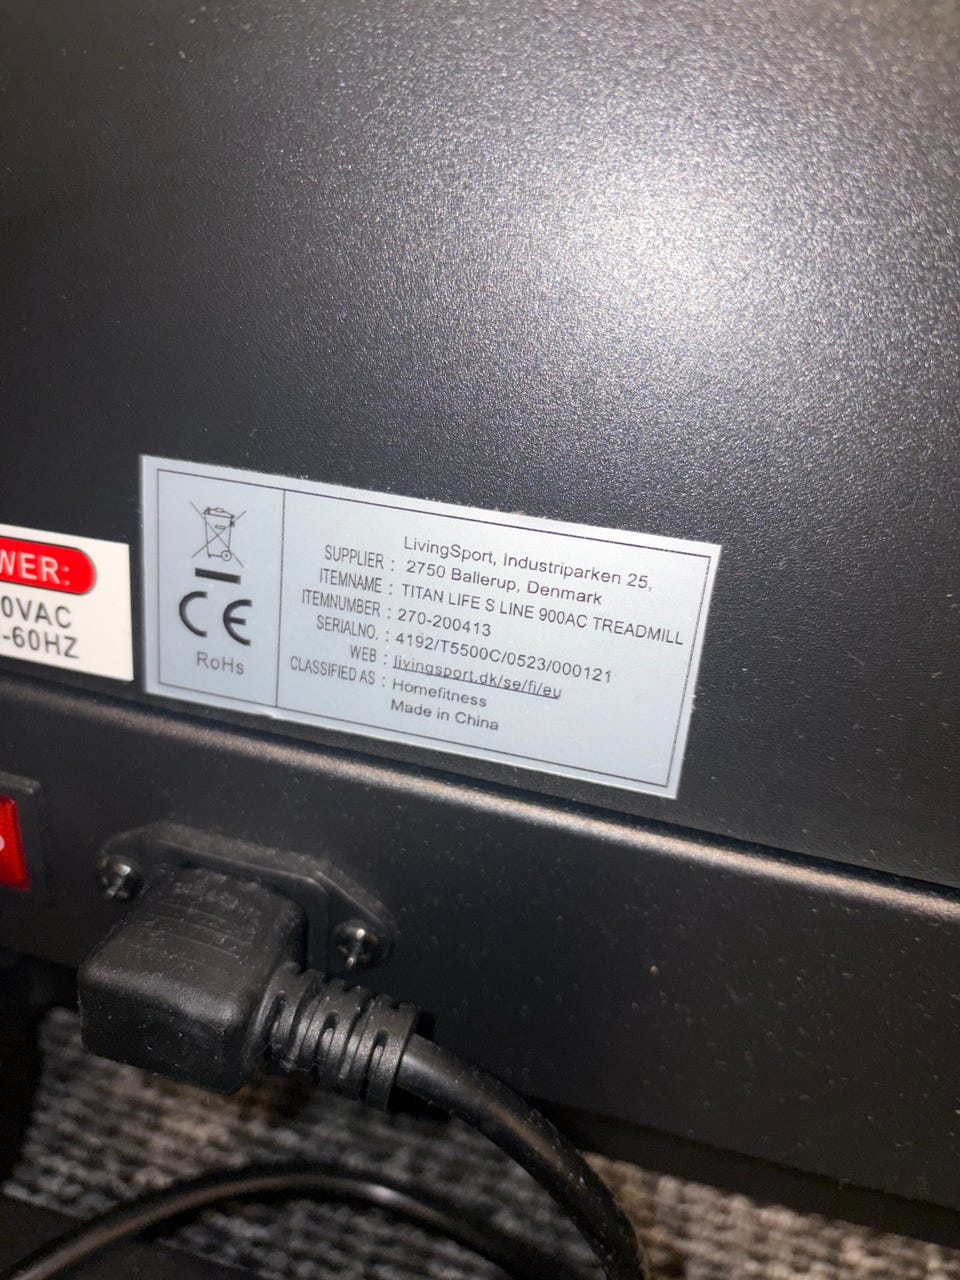 WER:
0VAC
-60HZ
CE
RoHs
SUPPLIER : LivingSport, Industriparken 25,
2750 Ballerup, Denmark
ITEMNAME : TITAN LIFE S LINE 900AC TREADMILL
ITEMNUMBER : 270-200413
SERIALNO. : 4192/T5500C/0523/000121
WEB : livingsport.dk/se/fi/eu
CLASSIFIED AS : Homefitness
Made in China